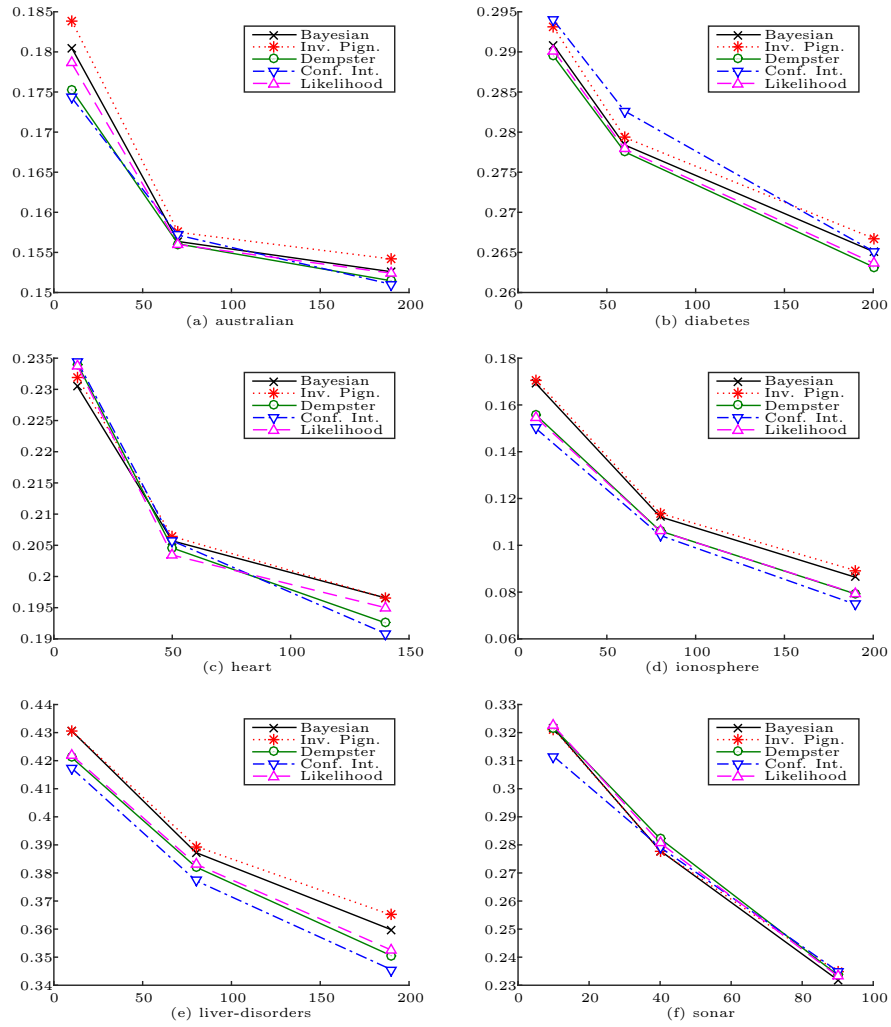 0.185
0.18
0.175
0.17
0.165
0.16
0.155
0.15
0
50
100
150
200
Bayesian
Inv. Pign.
Dempster
Conf. Int.
Likelihood
(a) australian
0.295
0.29
0.285
0.28
0.275
0.27
0.265
0.26
0
50
100
150
200
Bayesian
Inv. Pign.
Dempster
Conf. Int.
Likelihood
(b) diabetes
0.235
0.23
0.225
0.22
0.215
0.21
0.205
0.2
0.195
0.19
0
50
100
150
Bayesian
Inv. Pign.
Dempster
Conf. Int.
Likelihood
(c) heart
0.18
0.16
0.14
0.12
0.1
0.08
0.06
0
50
100
150
200
Bayesian
Inv. Pign.
Dempster
Conf. Int.
Likelihood
(d) ionosphere
0.44
0.43
0.42
0.41
0.4
0.39
0.38
0.37
0.36
0.35
0.34
0
50
100
150
200
Bayesian
Inv. Pign.
Dempster
Conf. Int.
Likelihood
(e) liver-disorders
0.33
0.32
0.31
0.3
0.29
0.28
0.27
0.26
0.25
0.24
0.23
0
20
40
60
80
100
Bayesian
Inv. Pign.
Dempster
Conf. Int.
Likelihood
(f) sonar